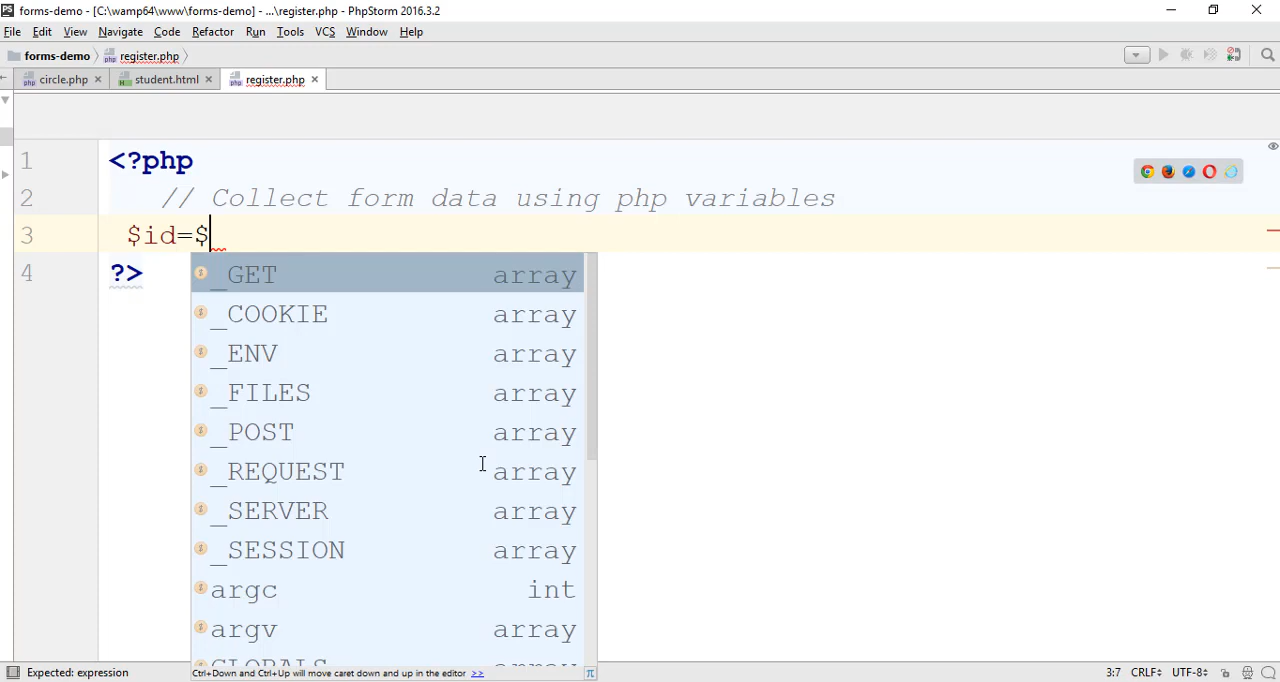 PS forms-demo - [C:\wamp64\www\forms-demo] - ...\register.php - PhpStorm 2016.3.2
File Edit View Navigate Code Refactor Run Tools VCS Window Help
forms-demo register.php
circle.php student.html register.php
1 <?php
2 // Collect form data using php variables
3 $id=$
4 ?>
_GET array
_COOKIE array
_ENV array
_FILES array
_POST array
_REQUEST array
_SERVER array
_SESSION array
argc int
argv array
GLOBALS array
Ctrl+Down and Ctrl+Up will move caret down and up in the editor >> π
Expected: expression 3:7 CRLF UTF-8